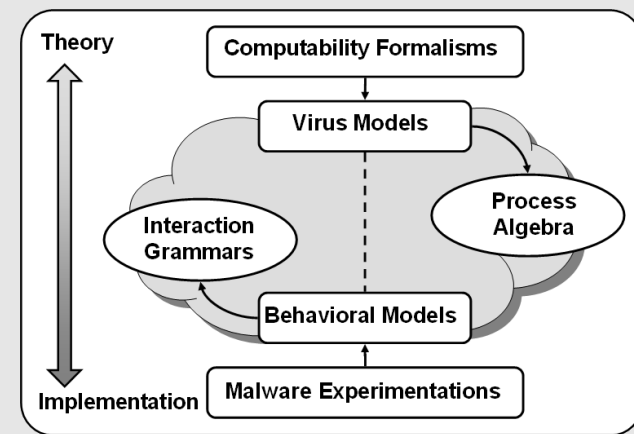 Theory
Computability Formalisms
Virus Models
Process
Algebra
Interaction
Grammars
Behavioral Models
Implementation
Malware Experimentations